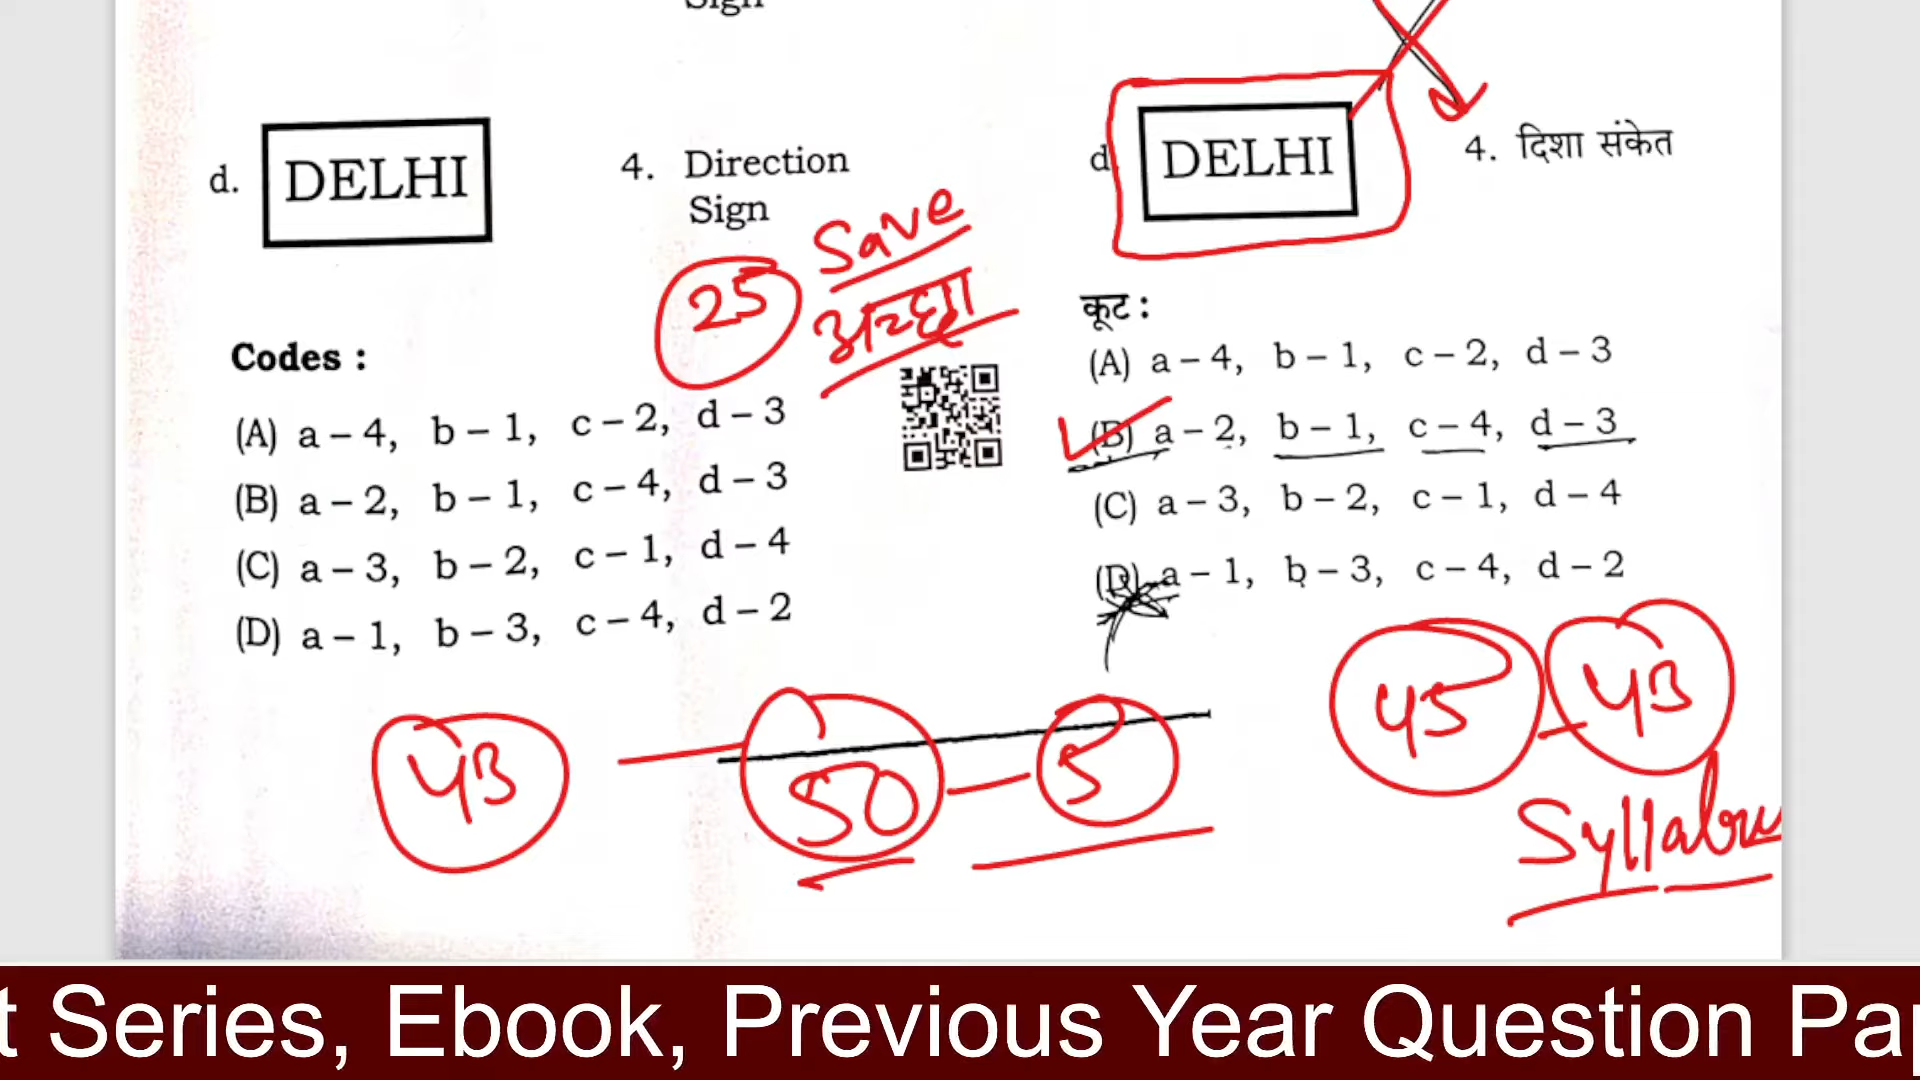 Sign
d. DELHI 4. Direction
Sign
Codes :
(A) a – 4, b – 1, c – 2, d – 3
(B) a – 2, b – 1, c – 4, d – 3
(C) a – 3, b – 2, c – 1, d – 4
(D) a – 1, b – 3, c – 4, d – 2
d DELHI 4. दिशा संकेत
कूट :
(A) a – 4, b – 1, c – 2, d – 3
(B) a – 2, b – 1, c – 4, d – 3
(C) a – 3, b – 2, c – 1, d – 4
(D) a – 1, b – 3, c – 4, d – 2
25 Save
अच्छा
43 — 50 — 5
45 – 43
Syllabu
t Series, Ebook, Previous Year Question Pap